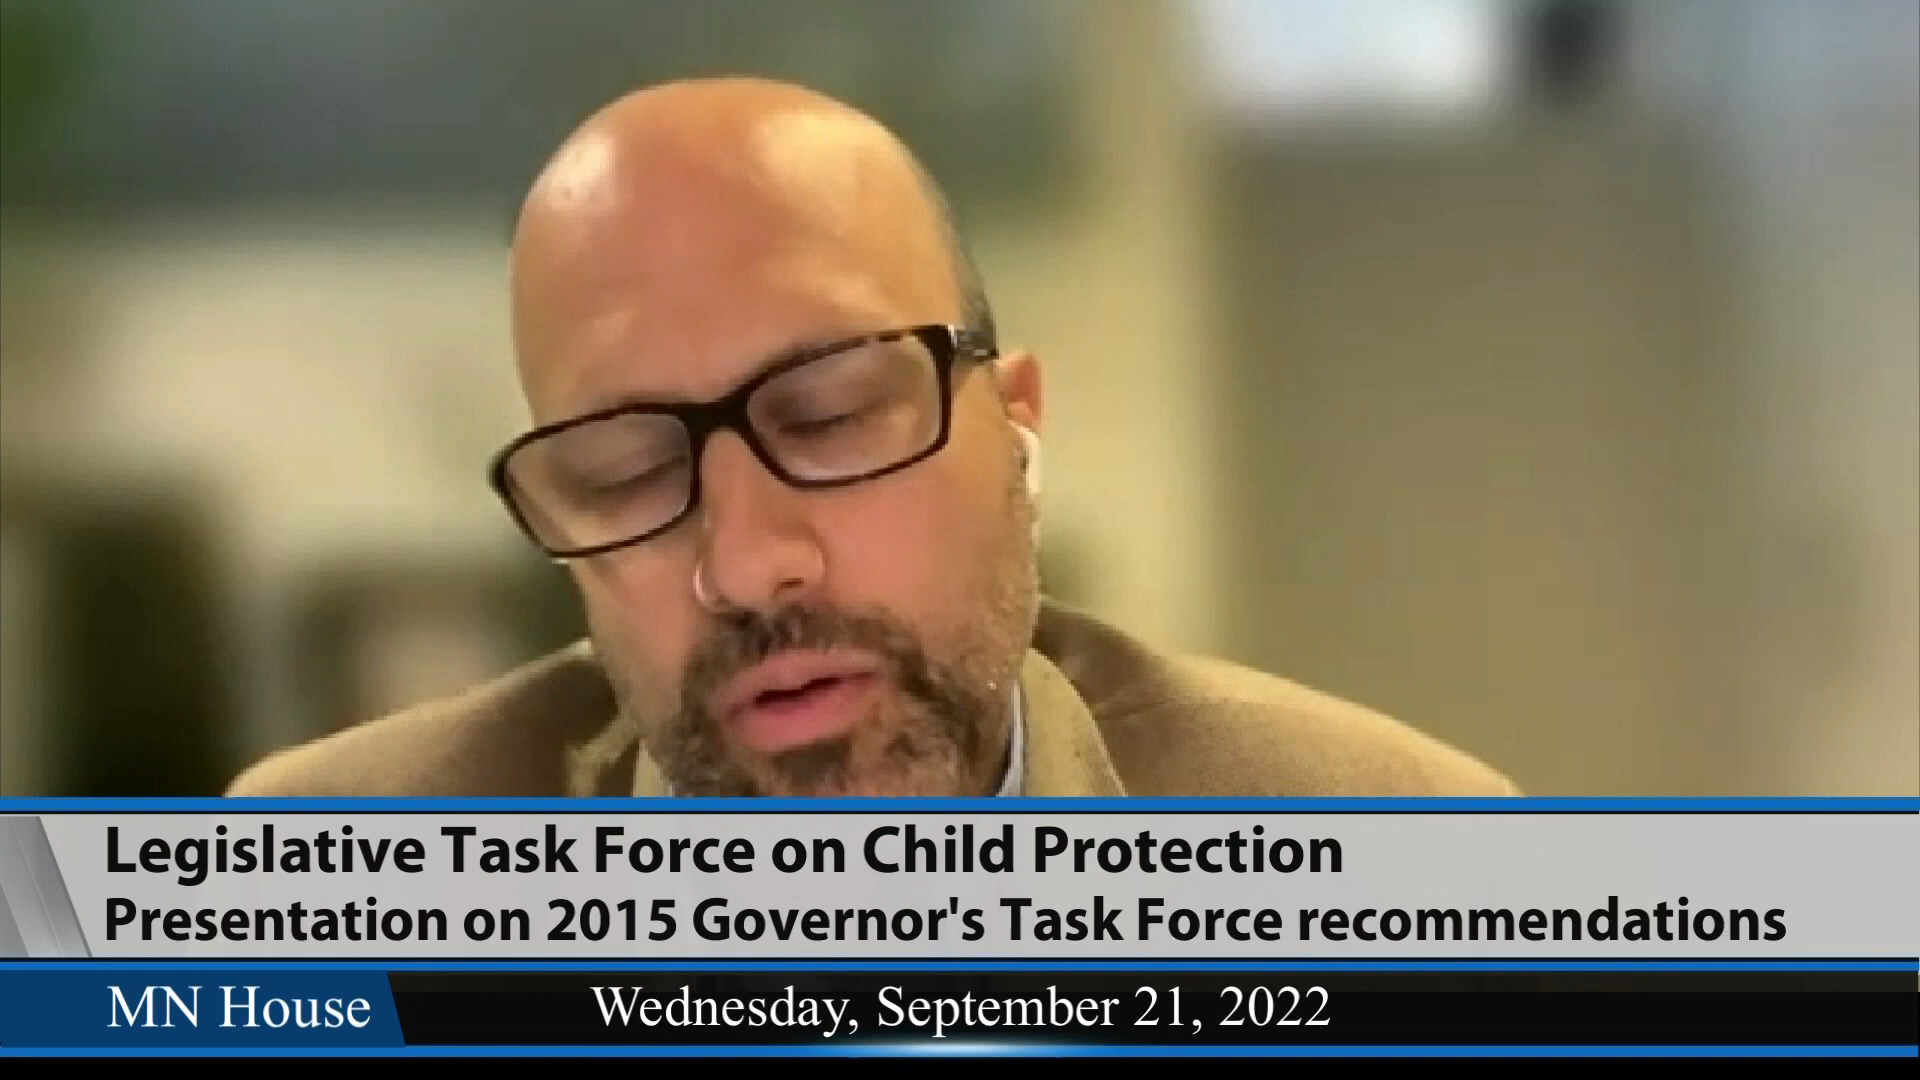 Legislative Task Force on Child Protection
Presentation on 2015 Governor's Task Force recommendations
MN House
Wednesday, September 21, 2022